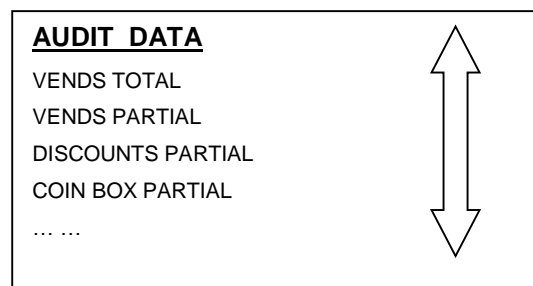 AUDIT DATA
VENDS TOTAL
VENDS PARTIAL
DISCOUNTS PARTIAL
COIN BOX PARTIAL
… …